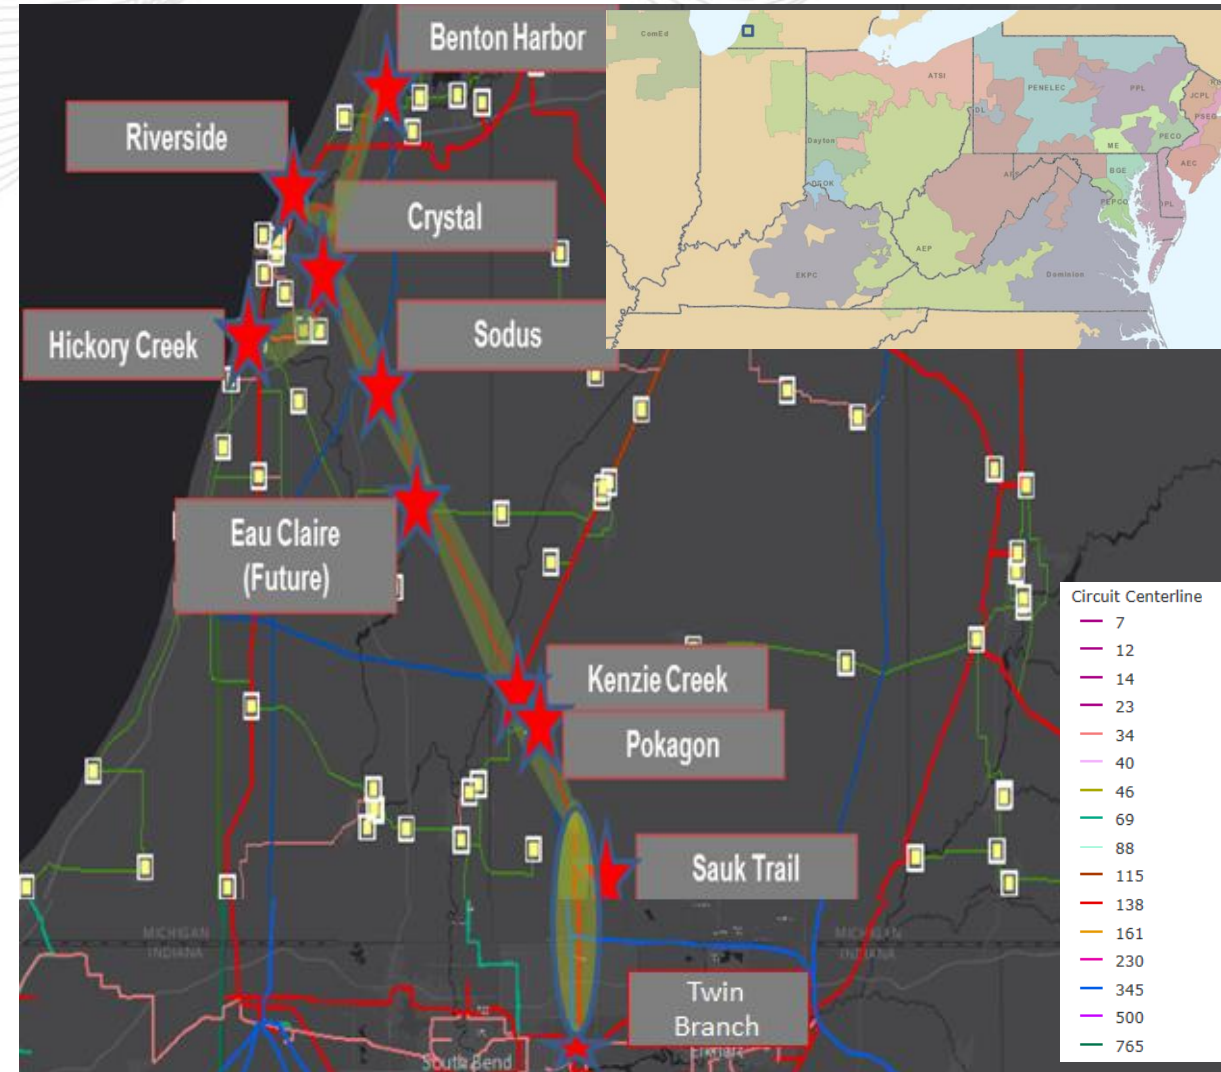 Benton Harbor
Riverside
Crystal
Hickory Creek
Sodus
Eau Claire
(Future)
Kenzie Creek
Pokagon
Sauk Trail
Twin
Branch
MICHIGAN
INDIANA
MICHIGAN
INDIANA
South Bend
Elkhart
ComEd
ATSI
DL
PENELEC
PPL
JCPL
PSEG
ME
PECO
AEC
Dayton
BGE
PEPCO
DPL
AEP
EKPC
Dominion
Circuit Centerline
7
12
14
23
34
40
46
69
88
115
138
161
230
345
500
765